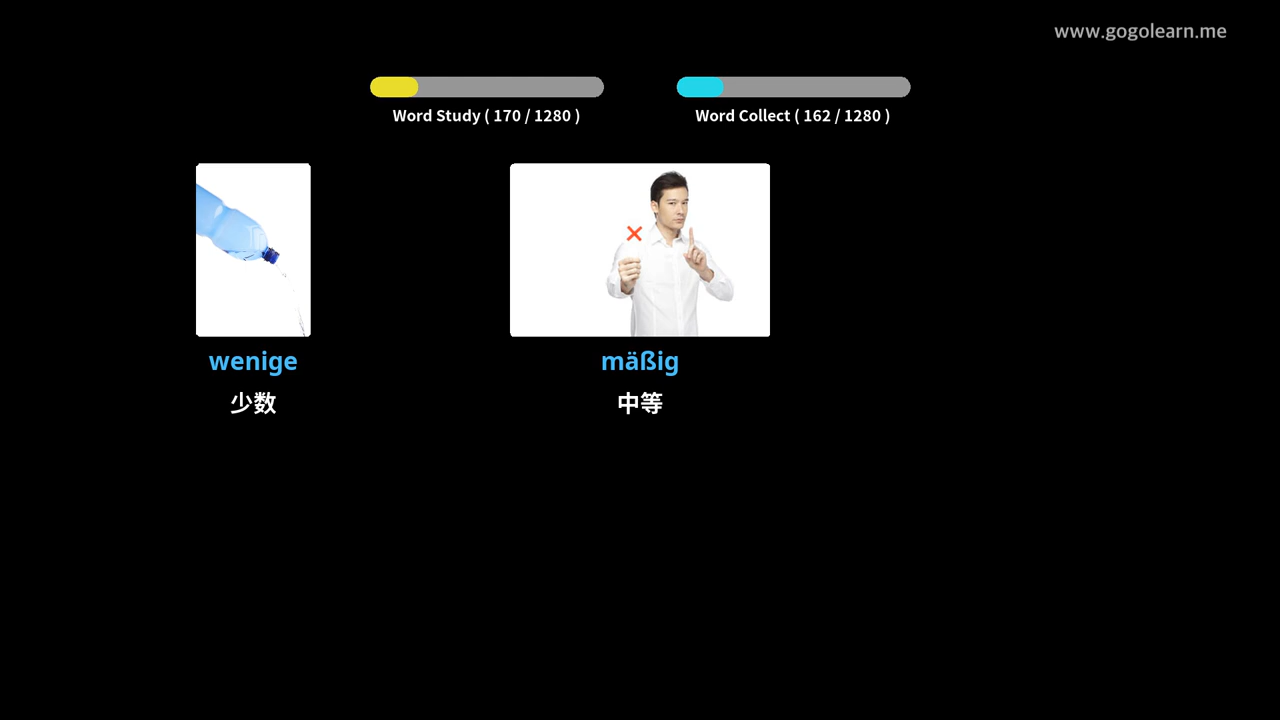 www.gogolearn.me
Word Study ( 170 / 1280 )
Word Collect ( 162 / 1280 )
wenige
少数
mäßig
中等